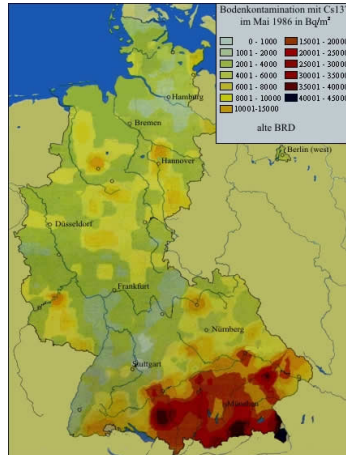 Bodenkontamination mit Cs137
im Mai 1986 in Bq/m²
0 - 1000
1001 - 2000
2001 - 4000
4001 - 6000
6001 - 8000
8001 - 10000
10001-15000
15001 - 20000
20001 - 25000
25001 - 30000
30001 - 35000
35001 - 40000
40001 - 45000
alte BRD
Hamburg
Bremen
Berlin (west)
Hannover
Düsseldorf
Frankfurt
Nürnberg
Stuttgart
München